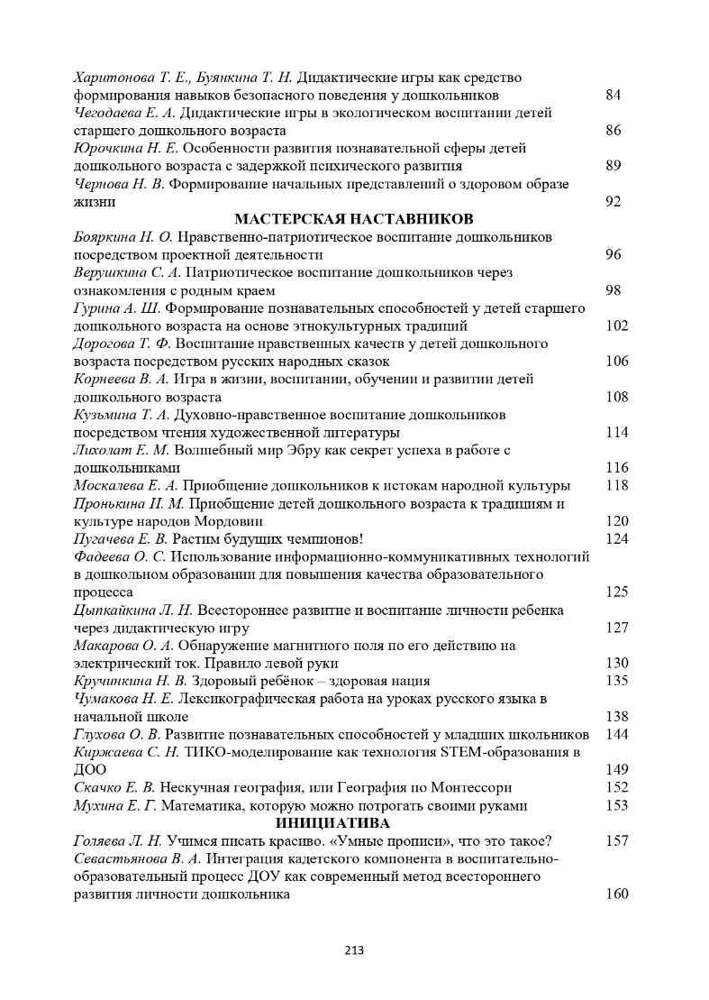 Харитонова Т. Е., Буянкина Т. Н. Дидактические игры как средство
формирования навыков безопасного поведения у дошкольников 84
Чегодаева Е. А. Дидактические игры в экологическом воспитании детей
старшего дошкольного возраста 86
Юрочкина Н. Е. Особенности развития познавательной сферы детей
дошкольного возраста с задержкой психического развития 89
Чернова Н. В. Формирование начальных представлений о здоровом образе
жизни 92
МАСТЕРСКАЯ НАСТАВНИКОВ
Бояркина Н. О. Нравственно-патриотическое воспитание дошкольников
посредством проектной деятельности 96
Верушкина С. А. Патриотическое воспитание дошкольников через
ознакомления с родным краем 98
Гурина А. Ш. Формирование познавательных способностей у детей старшего
дошкольного возраста на основе этнокультурных традиций 102
Дорогова Т. Ф. Воспитание нравственных качеств у детей дошкольного
возраста посредством русских народных сказок 106
Корнеева В. А. Игра в жизни, воспитании, обучении и развитии детей
дошкольного возраста 108
Кузьмина Т. А. Духовно-нравственное воспитание дошкольников
посредством чтения художественной литературы 114
Лихолат Е. М. Волшебный мир Эбру как секрет успеха в работе с
дошкольниками 116
Москалева Е. А. Приобщение дошкольников к истокам народной культуры 118
Пронькина И. М. Приобщение детей дошкольного возраста к традициям и
культуре народов Мордовии 120
Пугачева Е. В. Растим будущих чемпионов! 124
Фадеева О. С. Использование информационно-коммуникативных технологий
в дошкольном образовании для повышения качества образовательного
процесса 125
Цыпкайкина Л. Н. Всестороннее развитие и воспитание личности ребенка
через дидактическую игру 127
Макарова О. А. Обнаружение магнитного поля по его действию на
электрический ток. Правило левой руки 130
Кручинкина Н. В. Здоровый ребёнок – здоровая нация 135
Чумакова Н. Е. Лексикографическая работа на уроках русского языка в
начальной школе 138
Глухова О. В. Развитие познавательных способностей у младших школьников 144
Киржаева С. Н. ТИКО-моделирование как технология STEM-образования в
ДОО 149
Скачко Е. В. Нескучная география, или География по Монтессори 152
Мухина Е. Г. Математика, которую можно потрогать своими руками 153
ИНИЦИАТИВА
Голяева Л. Н. Учимся писать красиво. «Умные прописи», что это такое? 157
Севастьянова В. А. Интеграция кадетского компонента в воспитательно-
образовательный процесс ДОУ как современный метод всестороннего
развития личности дошкольника 160
213